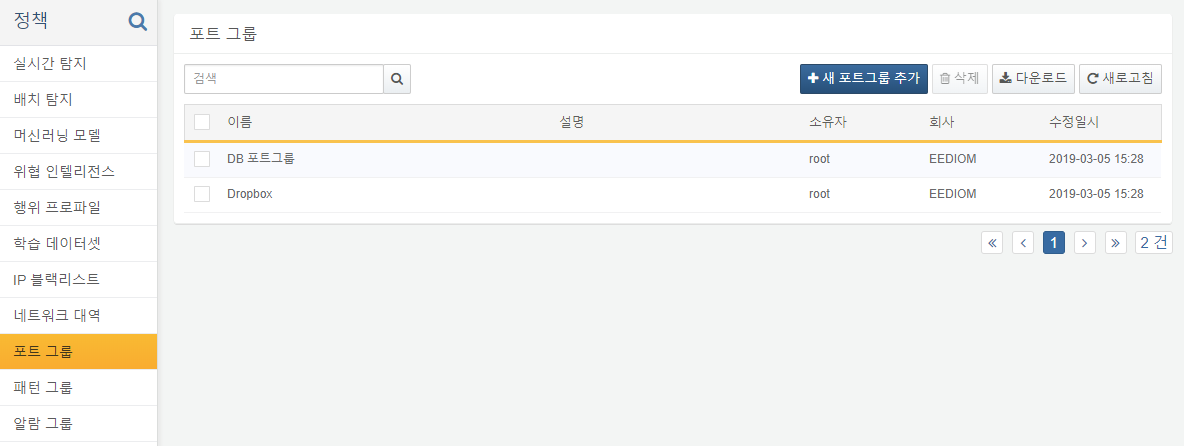 정책
실시간 탐지
배치 탐지
머신러닝 모델
위협 인텔리전스
행위 프로파일
학습 데이터셋
IP 블랙리스트
네트워크 대역
포트 그룹
패턴 그룹
알람 그룹
포트 그룹
검색
새 포트그룹 추가 삭제 다운로드 새로고침
이름 설명 소유자 회사 수정일시
DB 포트그룹 root EEDIOM 2019-03-05 15:28
Dropbox root EEDIOM 2019-03-05 15:28
« ‹ 1 › » 2 건